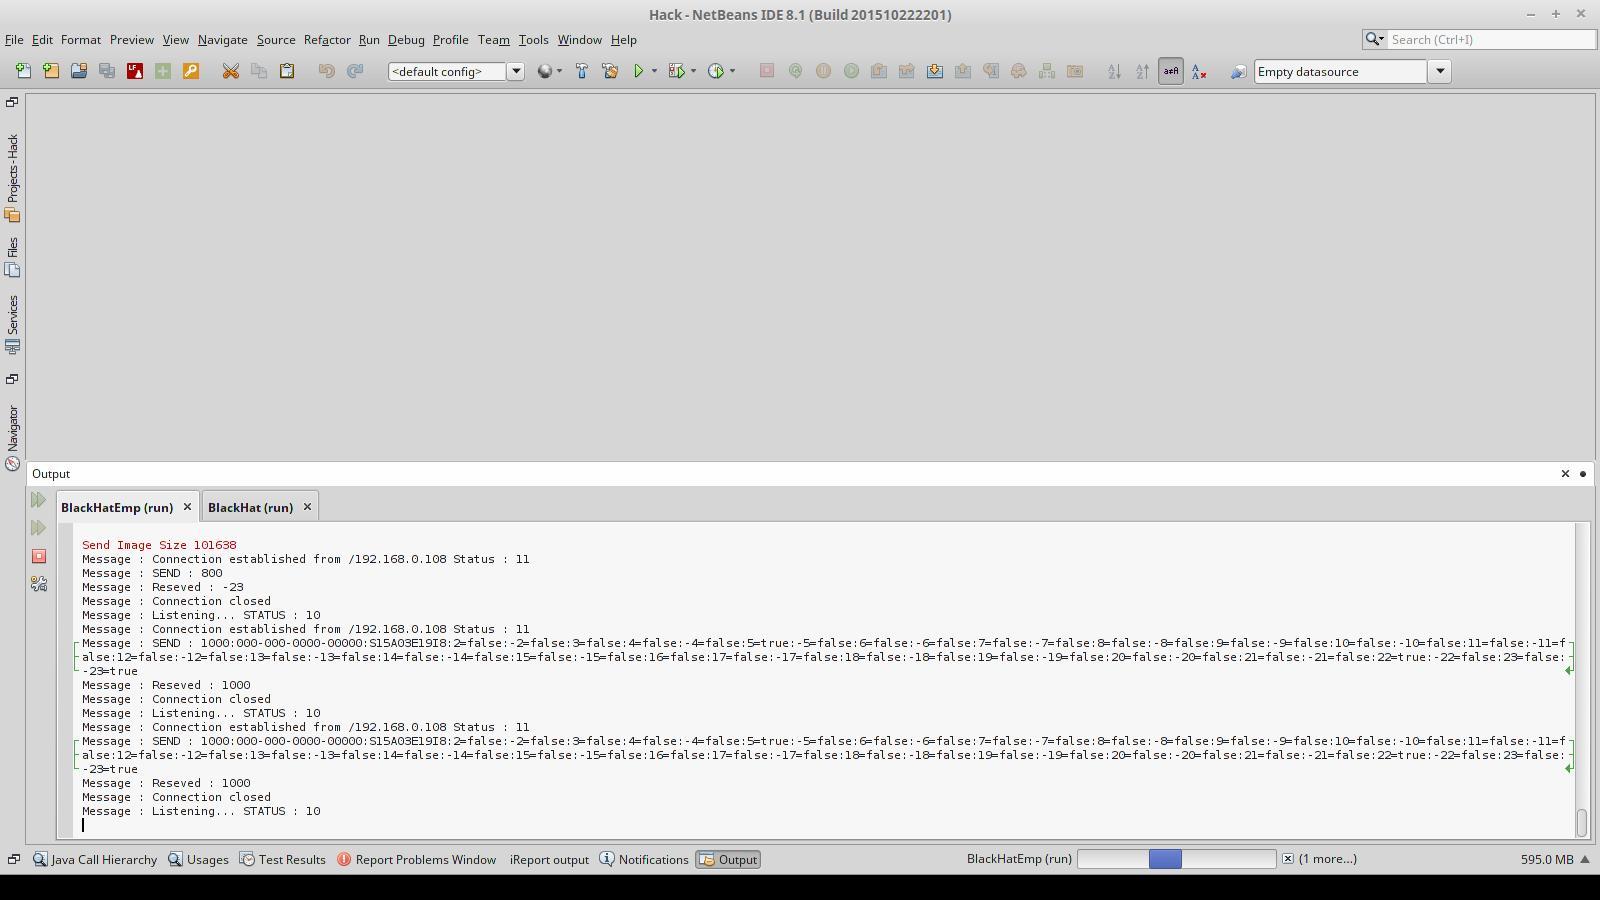 Hack - NetBeans IDE 8.1 (Build 201510222201)
File Edit Format Preview View Navigate Source Refactor Run Debug Profile Team Tools Window Help
Search (Ctrl+I)
<default config>
Empty datasource
Projects - Hack
Files
Services
Navigator
Output
BlackHatEmp (run)
BlackHat (run)
Send Image Size 101638
Message : Connection established from /192.168.0.108 Status : 11
Message : SEND : 800
Message : Reseved : -23
Message : Connection closed
Message : Listening... STATUS : 10
Message : Connection established from /192.168.0.108 Status : 11
Message : SEND : 1000:000-000-0000-00000:S15A03E19I8:2=false:-2=false:3=false:4=false:-4=false:5=true:-5=false:6=false:-6=false:7=false:-7=false:8=false:-8=false:9=false:-9=false:10=false:-10=false:11=false:-11=f
alse:12=false:-12=false:13=false:-13=false:14=false:-14=false:15=false:-15=false:16=false:17=false:-17=false:18=false:-18=false:19=false:-19=false:20=false:-20=false:21=false:-21=false:22=true:-22=false:23=false:
-23=true
Message : Reseved : 1000
Message : Connection closed
Message : Listening... STATUS : 10
Message : Connection established from /192.168.0.108 Status : 11
Message : SEND : 1000:000-000-0000-00000:S15A03E19I8:2=false:-2=false:3=false:4=false:-4=false:5=true:-5=false:6=false:-6=false:7=false:-7=false:8=false:-8=false:9=false:-9=false:10=false:-10=false:11=false:-11=f
alse:12=false:-12=false:13=false:-13=false:14=false:-14=false:15=false:-15=false:16=false:17=false:-17=false:18=false:-18=false:19=false:-19=false:20=false:-20=false:21=false:-21=false:22=true:-22=false:23=false:
-23=true
Message : Reseved : 1000
Message : Connection closed
Message : Listening... STATUS : 10
Java Call Hierarchy Usages Test Results Report Problems Window iReport output Notifications Output BlackHatEmp (run) (1 more...) 595.0 MB